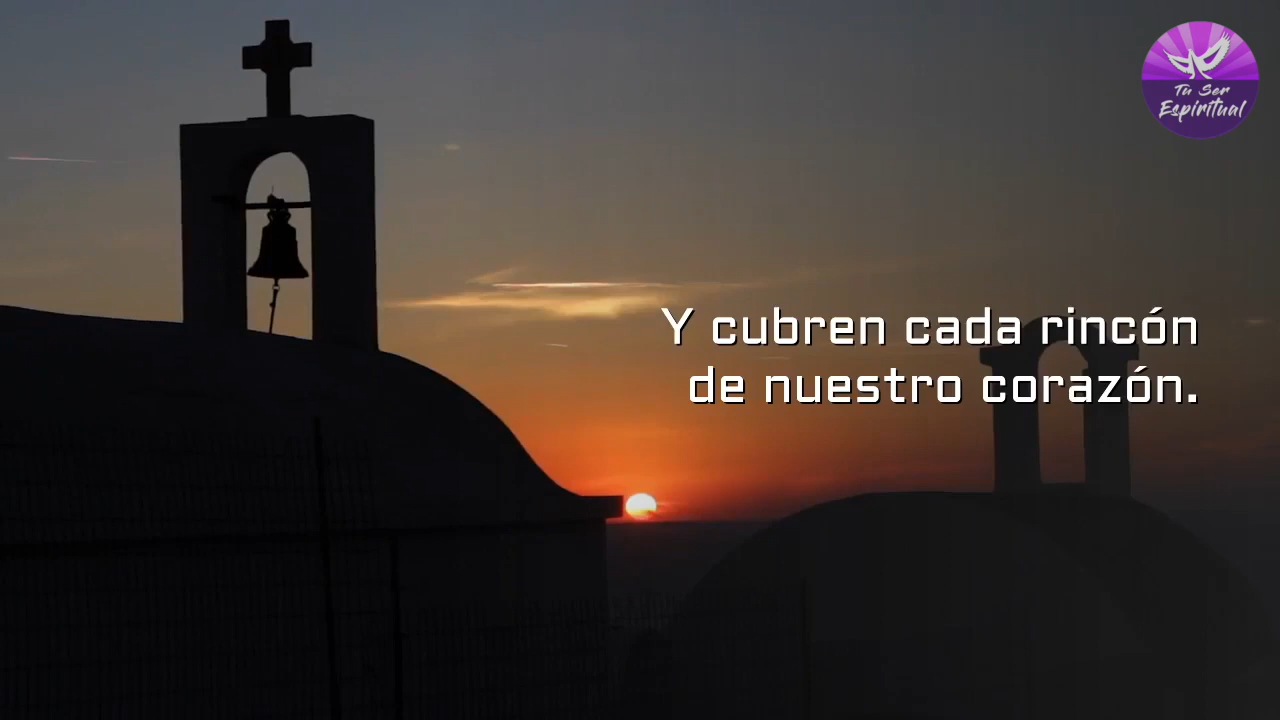 Tu Ser
Espiritual
Y cubren cada rincón
de nuestro corazón.